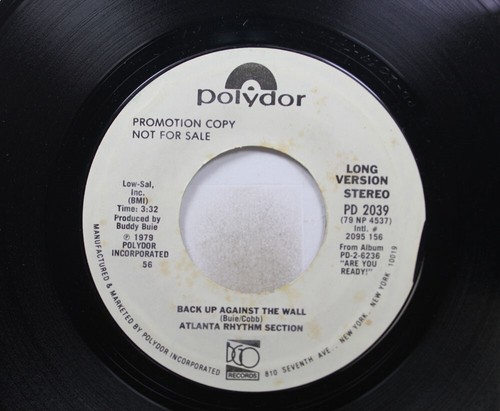 polydor
PROMOTION COPY
NOT FOR SALE
Low-Sal,
Inc.
(BMI)
Time: 3:32
Produced by
Buddy Buie
℗ 1979
POLYDOR
INCORPORATED
56
LONG
VERSION
STEREO
PD 2039
(79 NP 4537)
Intl. #
2095 156
From Album
PD-2-6236
"ARE YOU
READY!"
BACK UP AGAINST THE WALL
(Buie/Cobb)
ATLANTA RHYTHM SECTION
RECORDS
MANUFACTURED & MARKETED BY POLYDOR INCORPORATED
810 SEVENTH AVE., NEW YORK, NEW YORK 10019